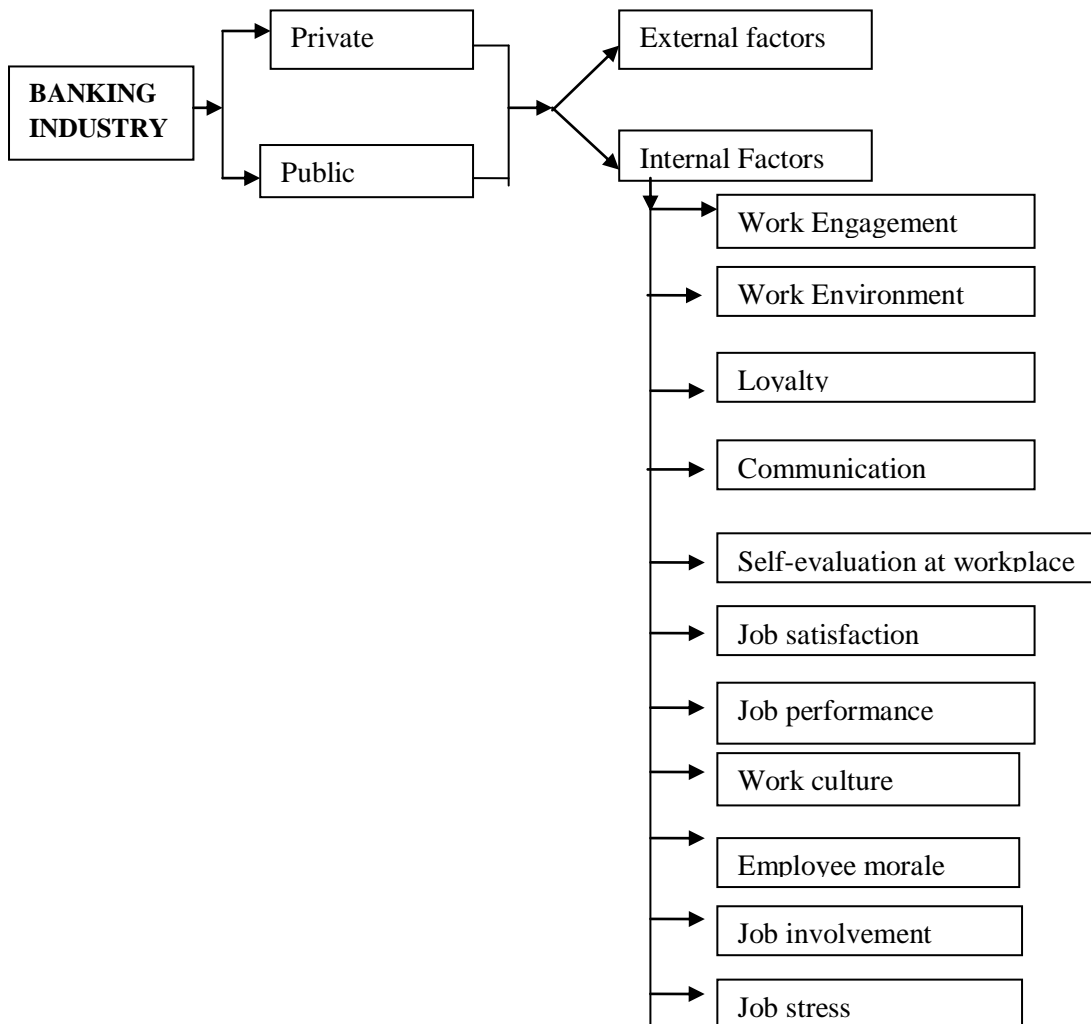 Private
External factors
BANKING
INDUSTRY
Public
Internal Factors
Work Engagement
Work Environment
Loyalty
Communication
Self-evaluation at workplace
Job satisfaction
Job performance
Work culture
Employee morale
Job involvement
Job stress